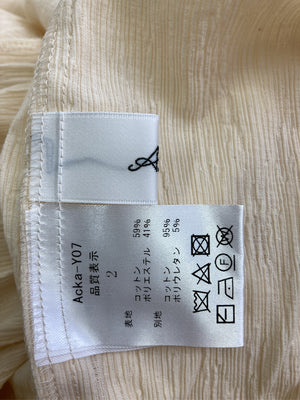 Acka-Y07
品質表示
2
表地 コットン 59%
ポリエステル 41%
別地 コットン 95%
ポリウレタン 5%